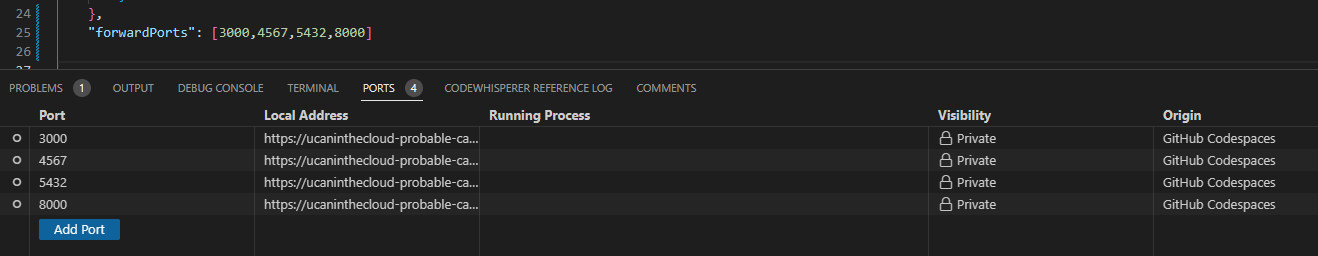 24 },
25 "forwardPorts": [3000,4567,5432,8000]
26
27
PROBLEMS 1 OUTPUT DEBUG CONSOLE TERMINAL PORTS 4 CODEWHISPERER REFERENCE LOG COMMENTS
Port Local Address Running Process Visibility Origin
3000 https://ucaninthecloud-probable-ca... Private GitHub Codespaces
4567 https://ucaninthecloud-probable-ca... Private GitHub Codespaces
5432 https://ucaninthecloud-probable-ca... Private GitHub Codespaces
8000 https://ucaninthecloud-probable-ca... Private GitHub Codespaces
Add Port